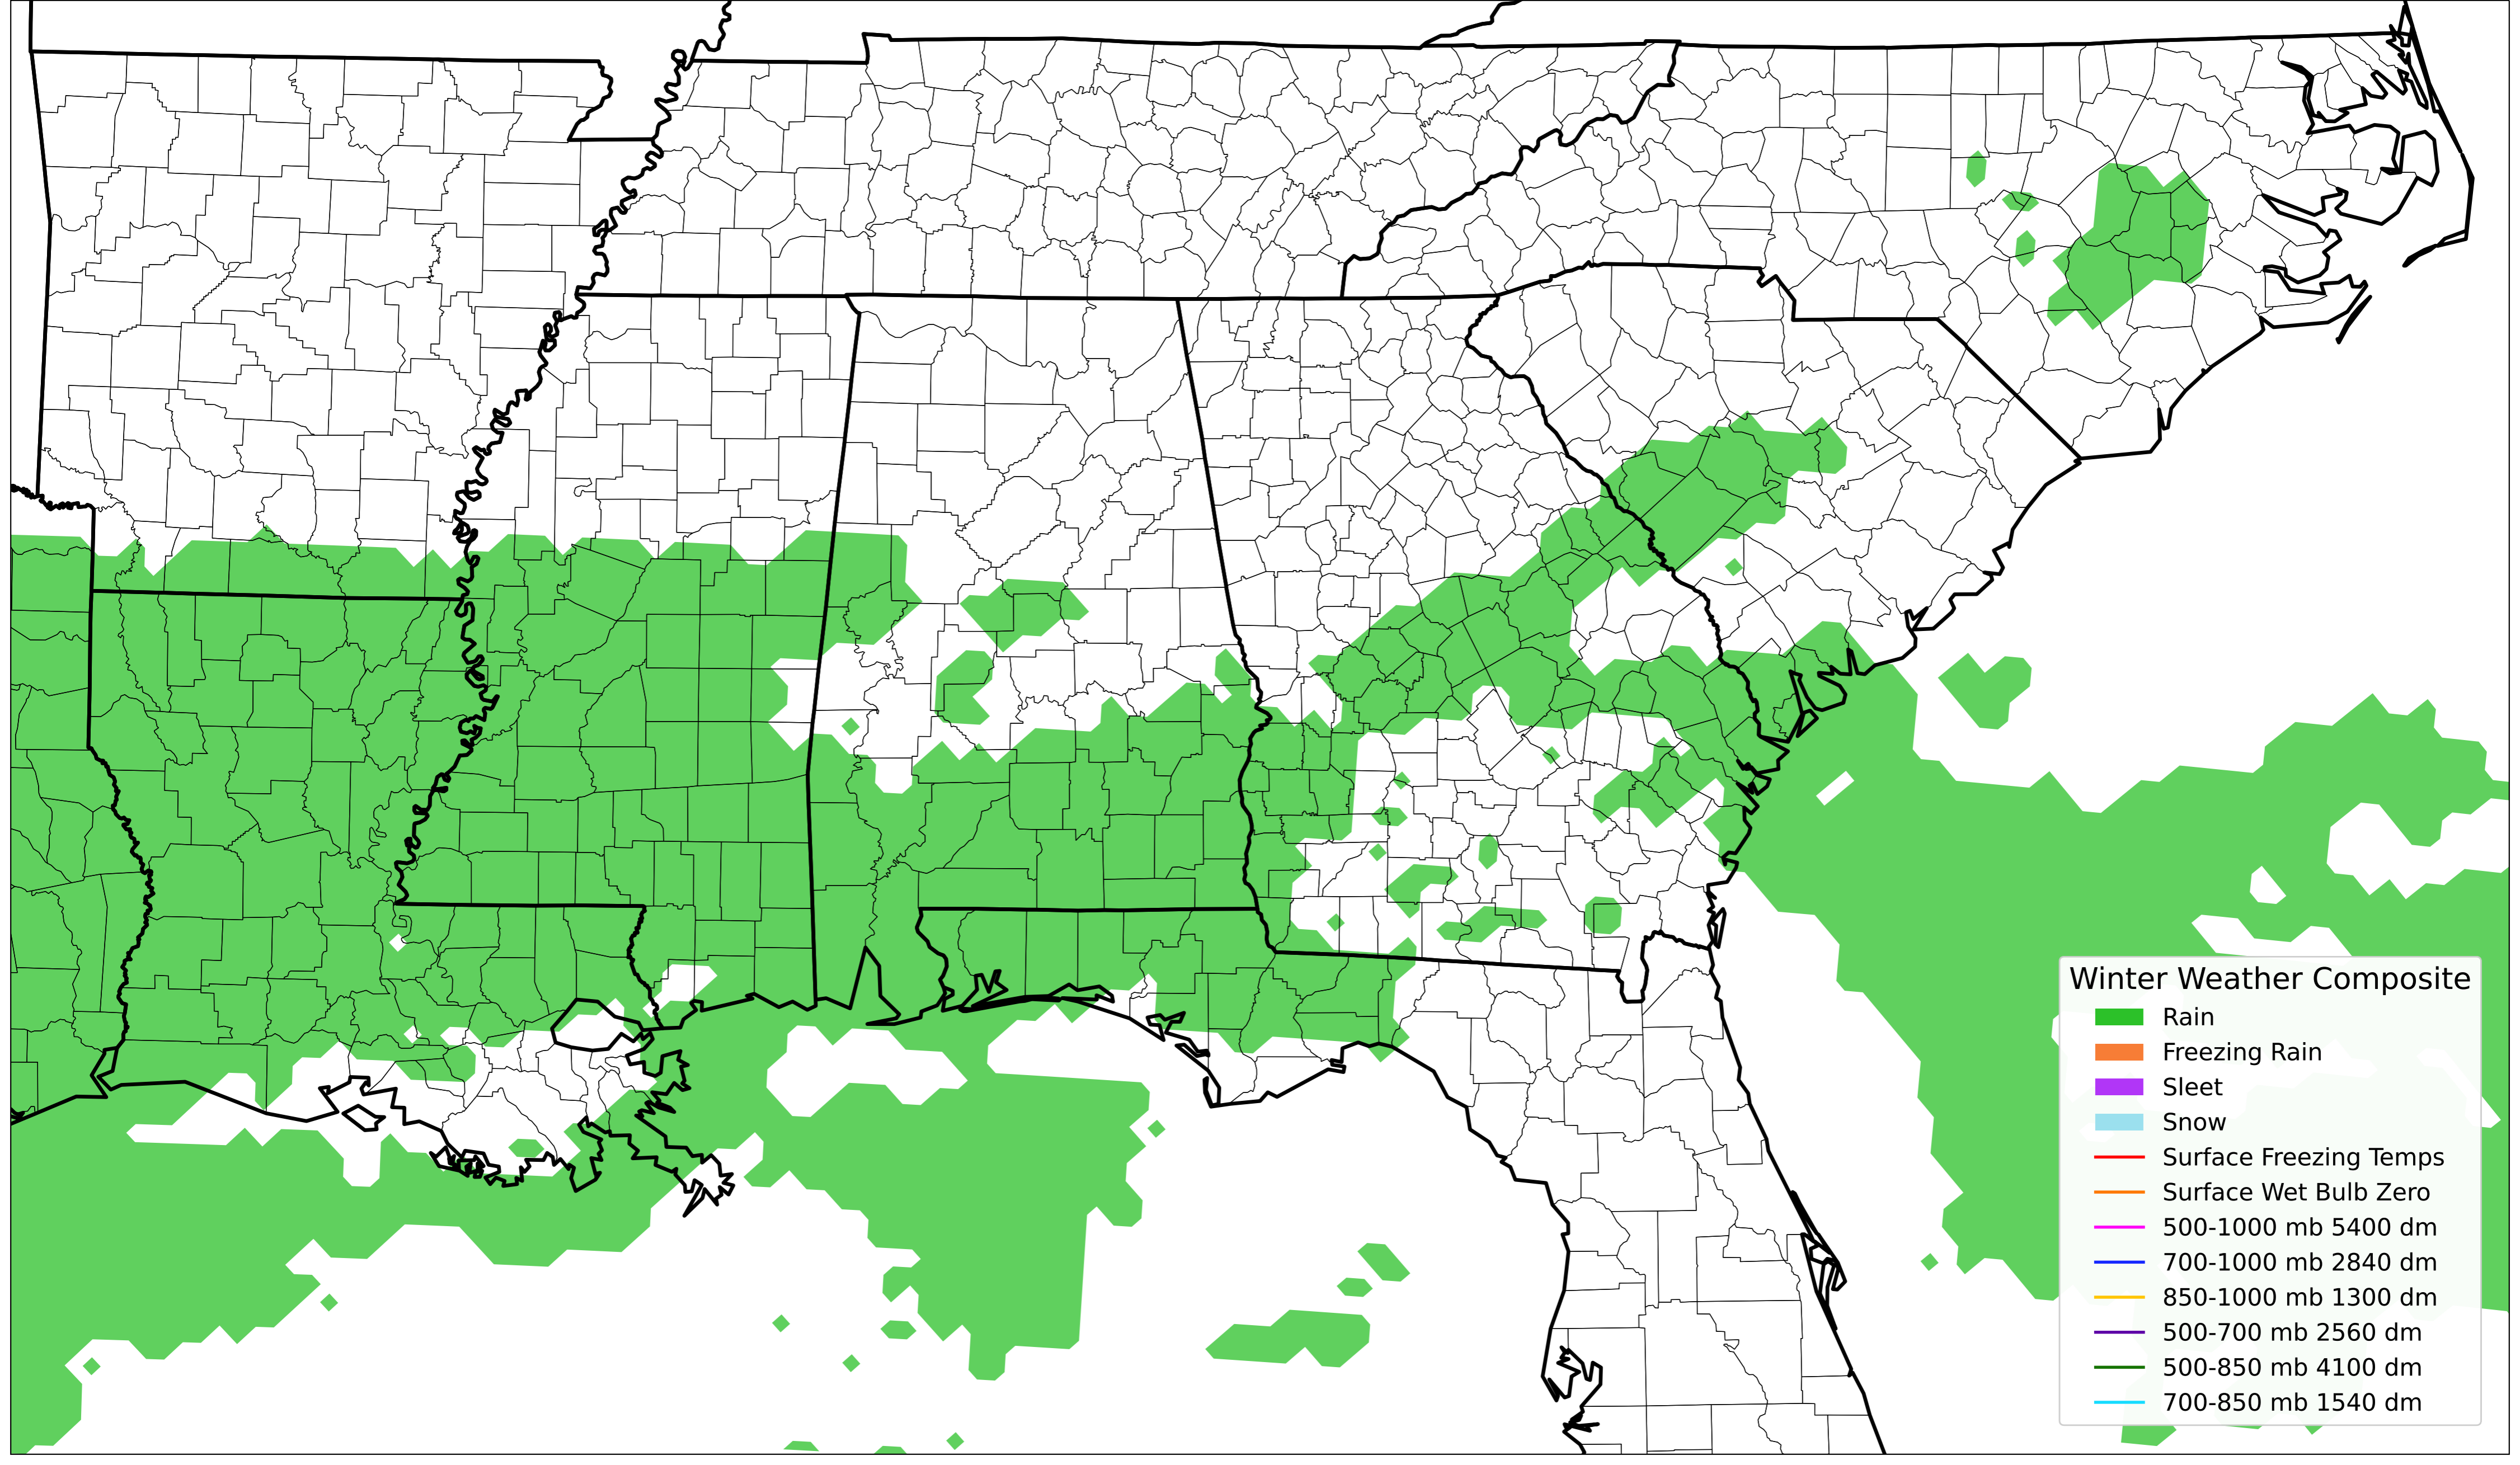 Winter Weather Composite
Rain
Freezing Rain
Sleet
Snow
Surface Freezing Temps
Surface Wet Bulb Zero
500-1000 mb 5400 dm
700-1000 mb 2840 dm
850-1000 mb 1300 dm
500-700 mb 2560 dm
500-850 mb 4100 dm
700-850 mb 1540 dm